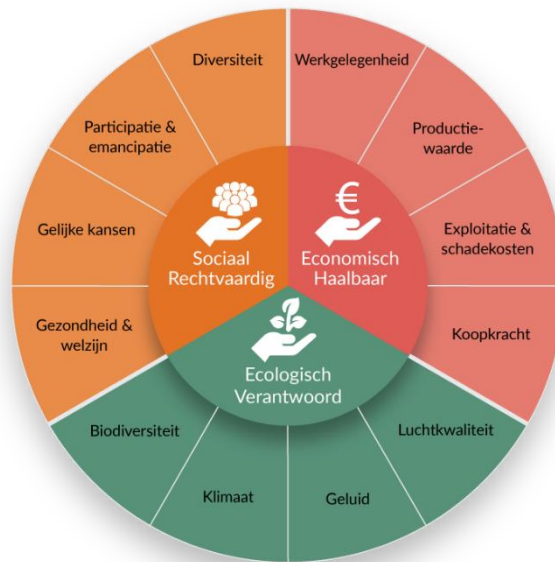 Diversiteit
Werkgelegenheid
Participatie &
emancipatie
Productie-
waarde
Gelijke kansen
Exploitatie &
schadekosten
Gezondheid &
welzijn
Koopkracht
€
Sociaal
Rechtvaardig
Economisch
Haalbaar
Ecologisch
Verantwoord
Biodiversiteit
Klimaat
Geluid
Luchtkwaliteit